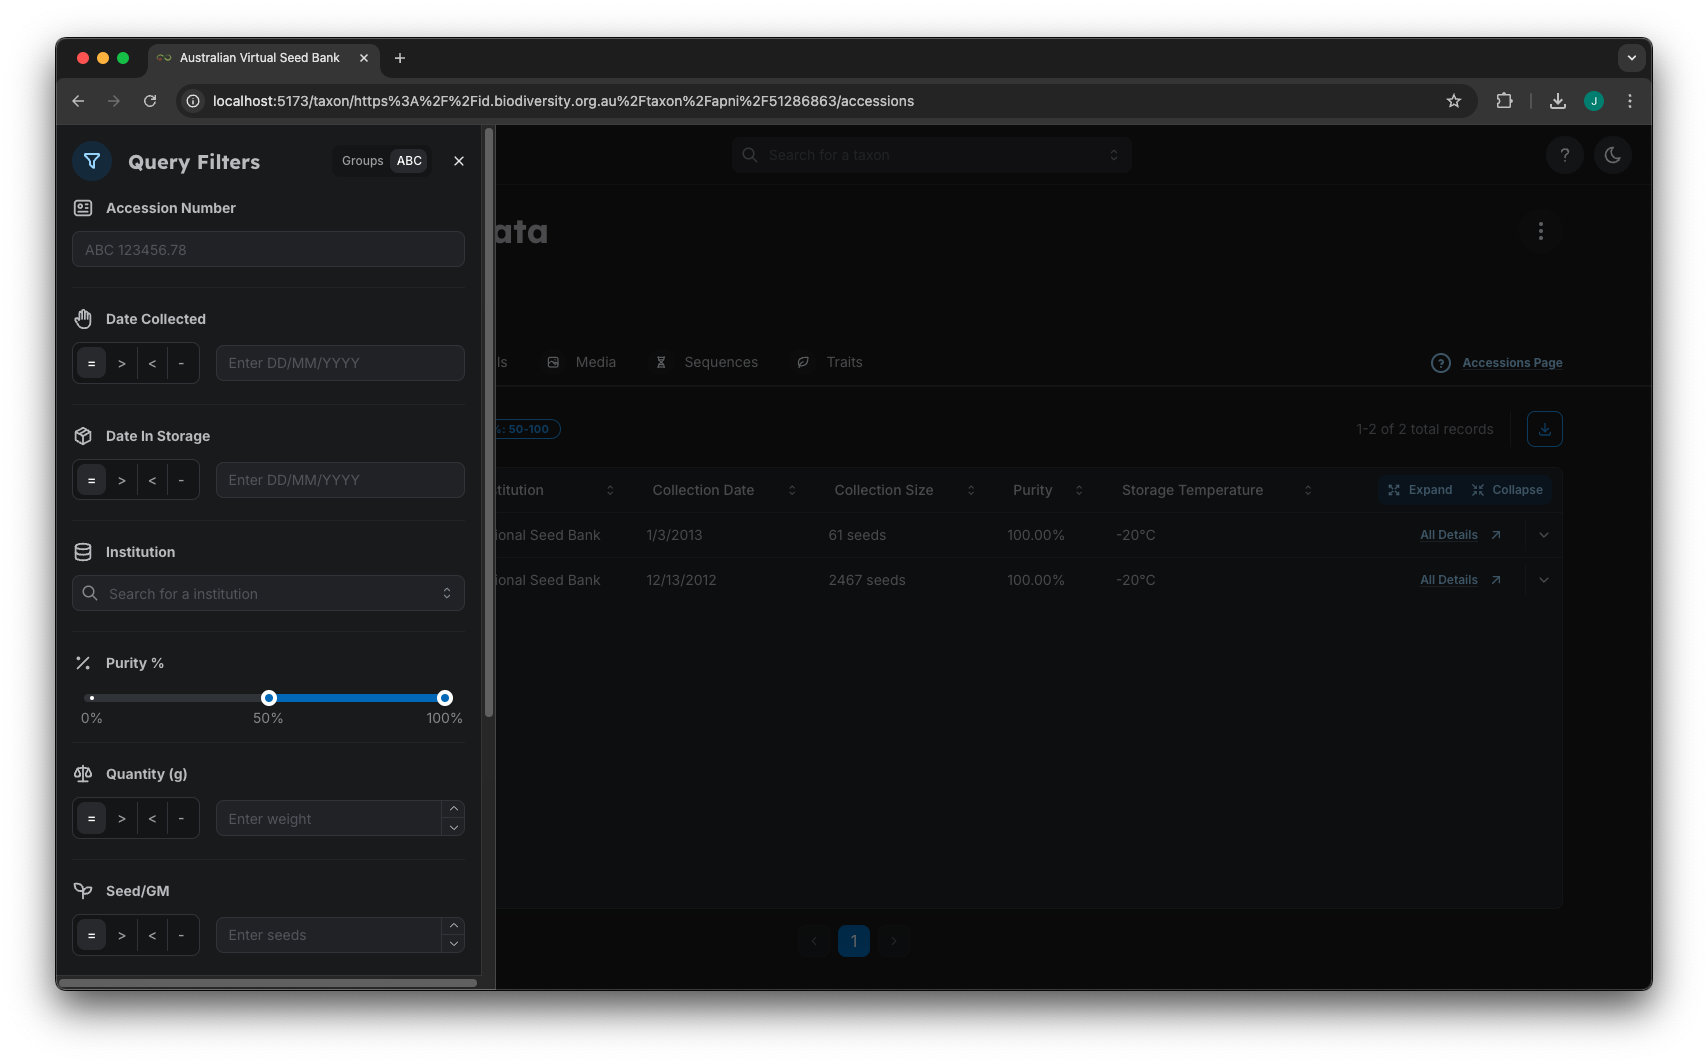 Australian Virtual Seed Bank
localhost:5173/taxon/https%3A%2F%2Fid.biodiversity.org.au%2Ftaxon%2Fapni%2F51286863/accessions
J
Query Filters
Groups ABC
Accession Number
ABC 123456.78
Date Collected
= > < -
Enter DD/MM/YYYY
Date In Storage
= > < -
Enter DD/MM/YYYY
Institution
Search for a institution
Purity %
0% 50% 100%
Quantity (g)
= > < -
Enter weight
Seed/GM
= > < -
Enter seeds
Search for a taxon
?
ata
ls Media Sequences Traits
? Accessions Page
%: 50-100
1-2 of 2 total records
titution Collection Date Collection Size Purity Storage Temperature Expand Collapse
ional Seed Bank 1/3/2013 61 seeds 100.00% -20°C All Details
ional Seed Bank 12/13/2012 2467 seeds 100.00% -20°C All Details
1